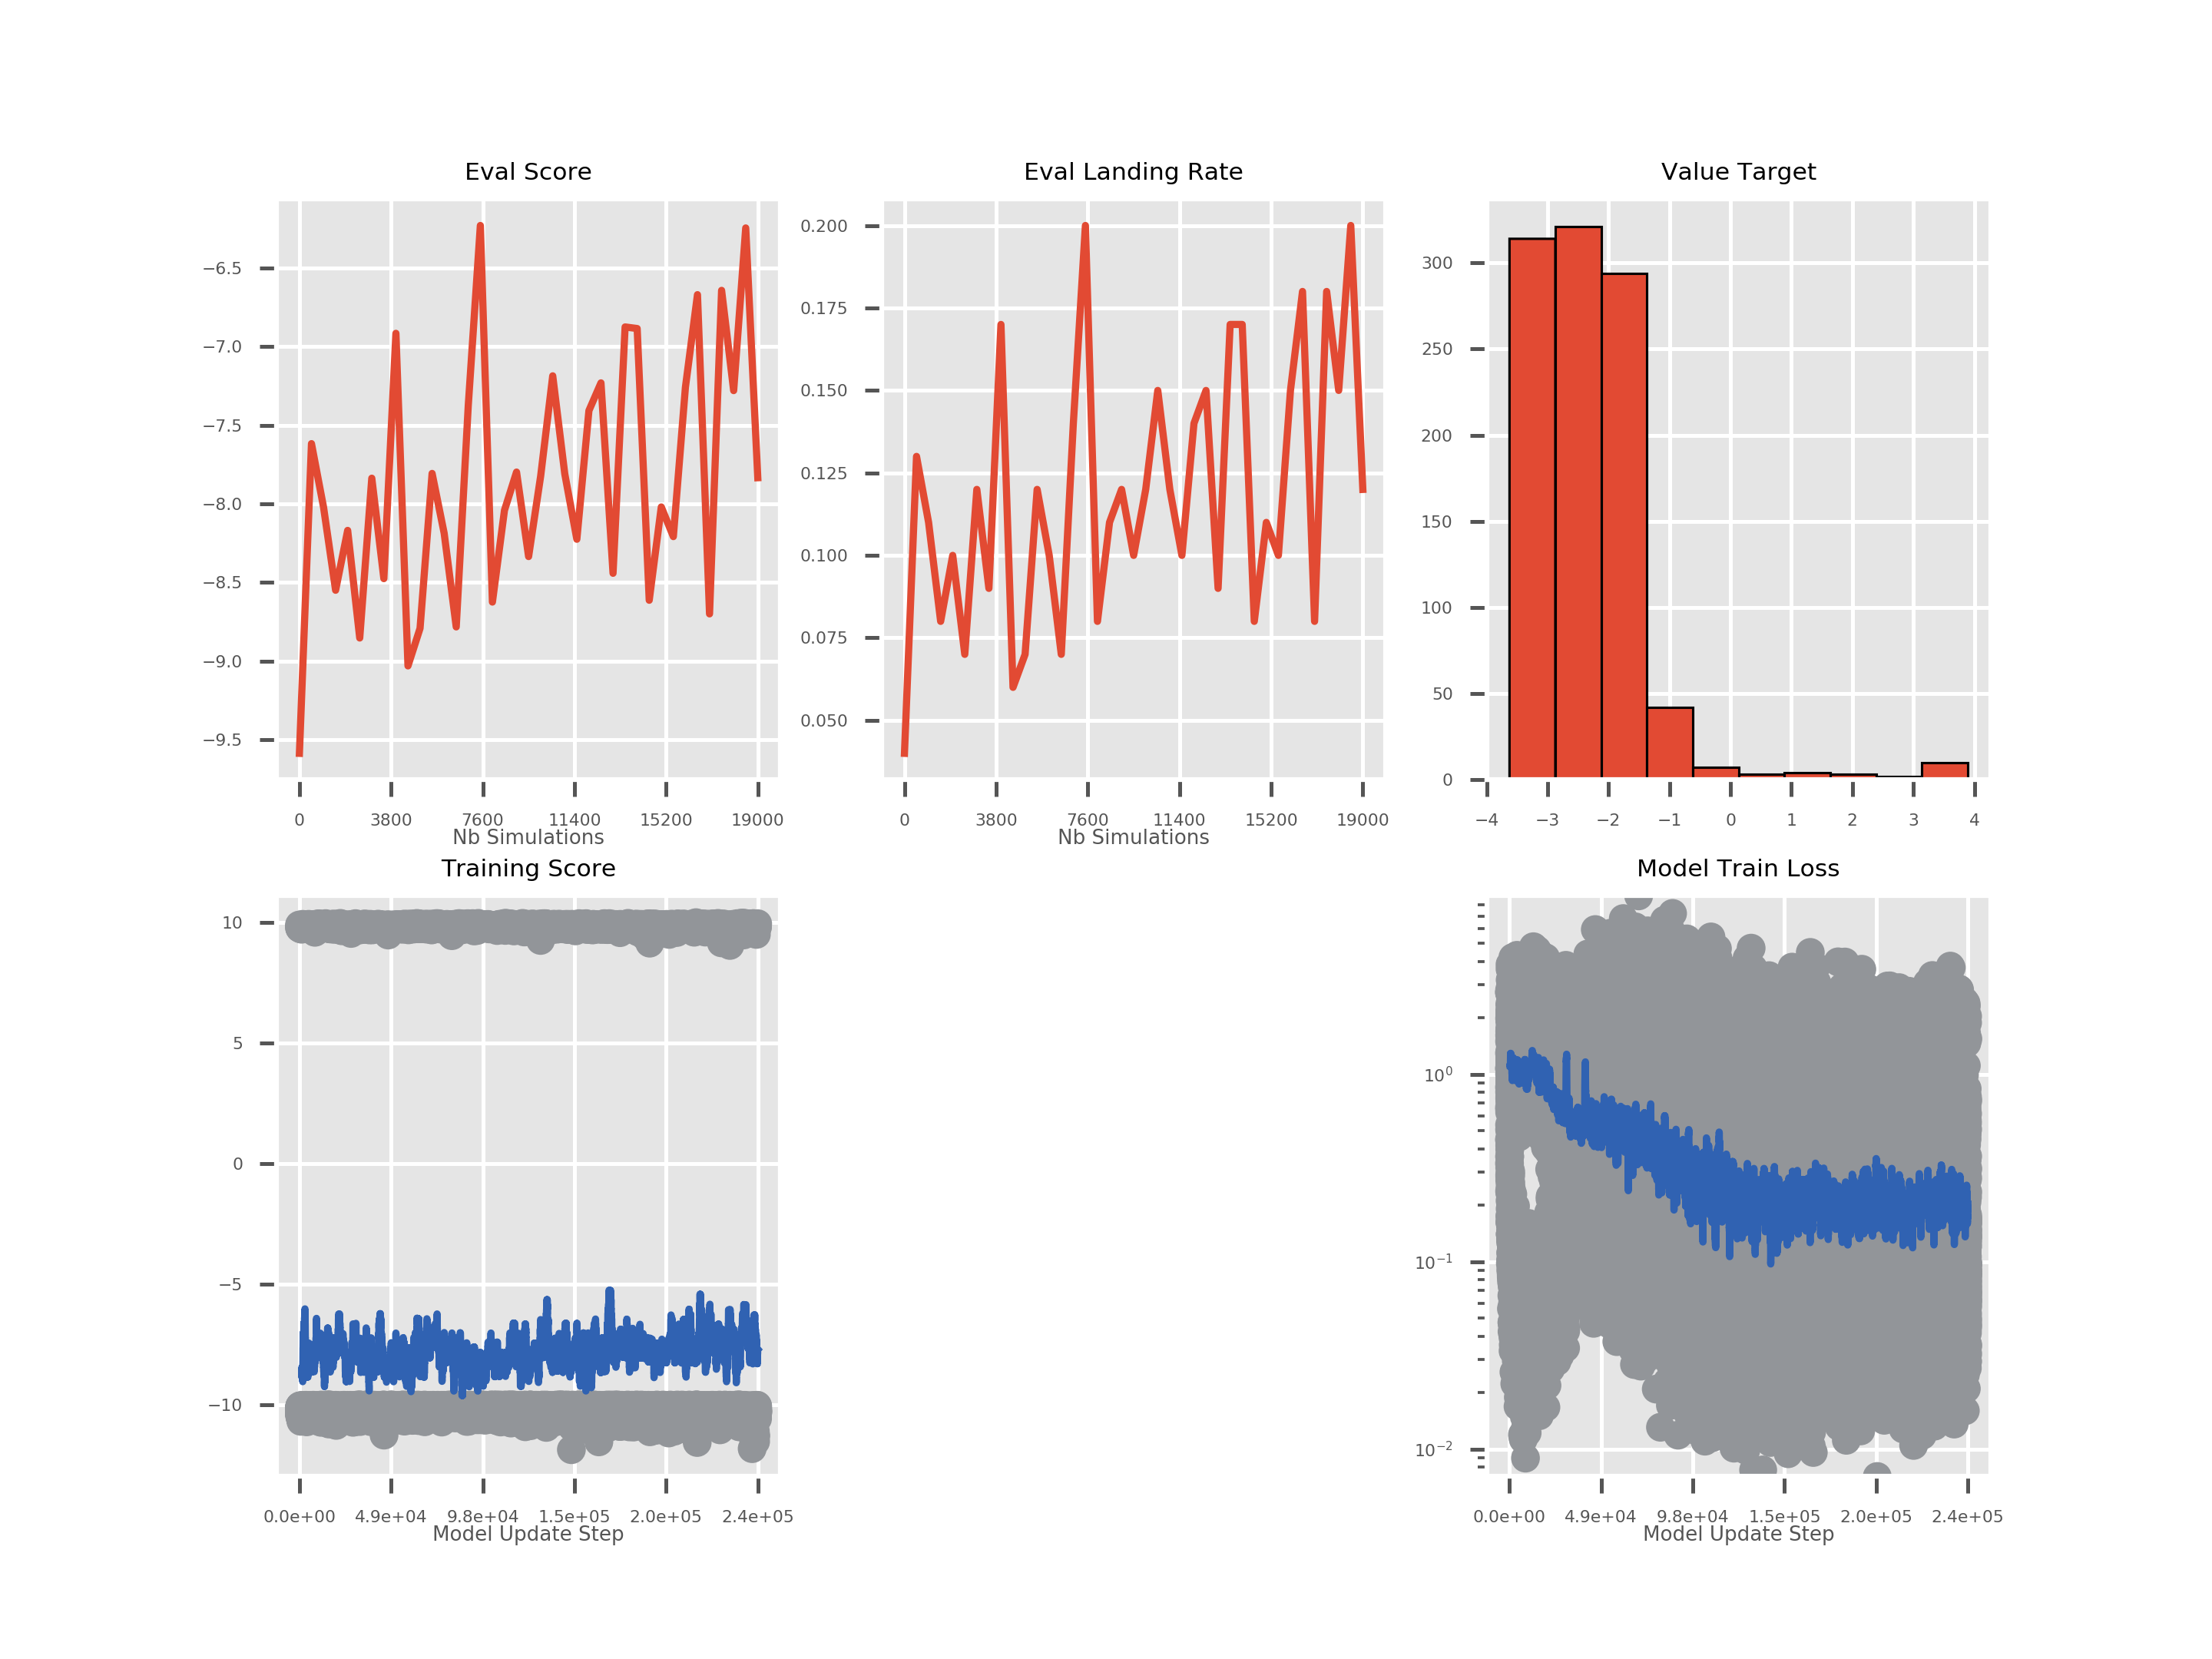 Eval Score
−6.5
−7.0
−7.5
−8.0
−8.5
−9.0
−9.5
0 3800 7600 11400 15200 19000
Nb Simulations
Eval Landing Rate
0.200
0.175
0.150
0.125
0.100
0.075
0.050
0 3800 7600 11400 15200 19000
Nb Simulations
Value Target
300
250
200
150
100
50
0
−4 −3 −2 −1 0 1 2 3 4
Training Score
10
5
0
−5
−10
0.0e+00 4.9e+04 9.8e+04 1.5e+05 2.0e+05 2.4e+05
Model Update Step
Model Train Loss
10⁰
10⁻¹
10⁻²
0.0e+00 4.9e+04 9.8e+04 1.5e+05 2.0e+05 2.4e+05
Model Update Step